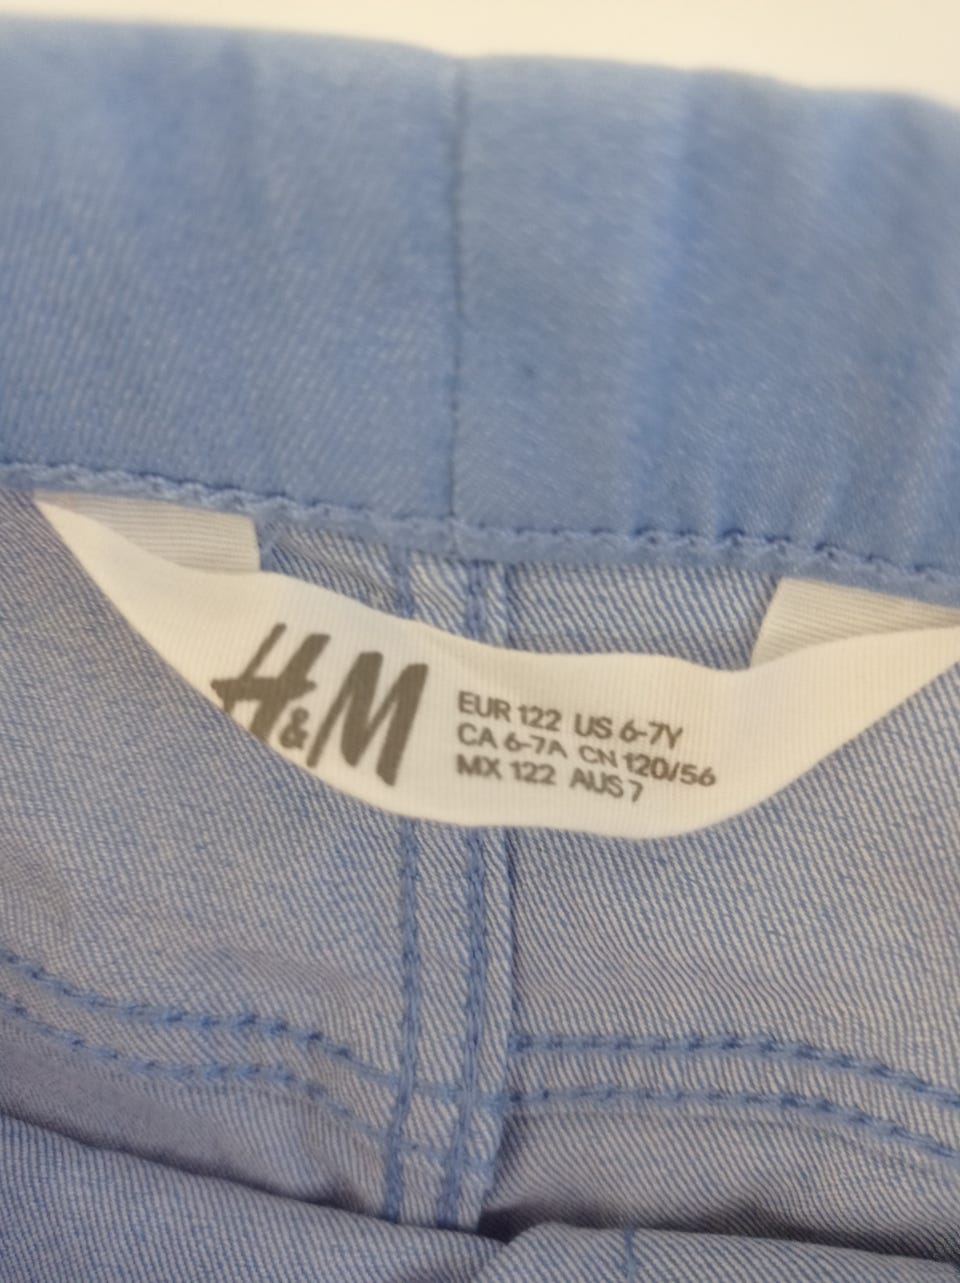 H&M
EUR 122 US 6-7Y
CA 6-7A CN 120/56
MX 122 AUS 7